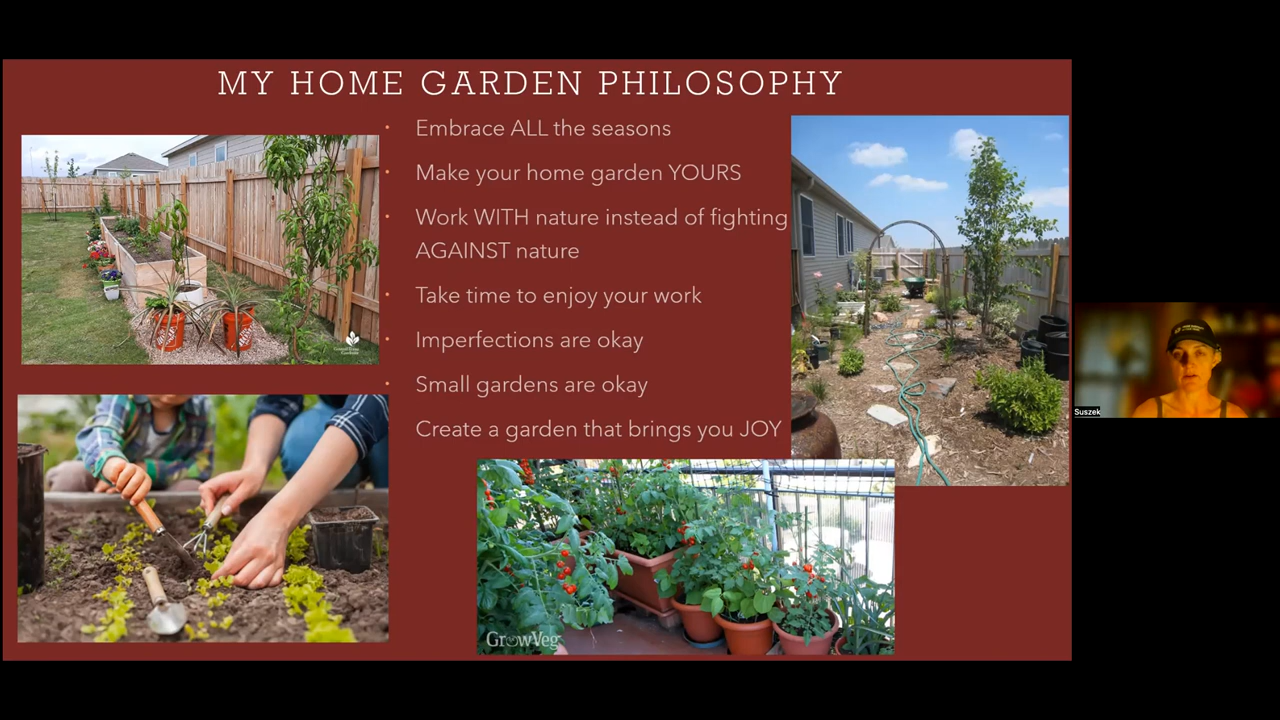 MY HOME GARDEN PHILOSOPHY
• Embrace ALL the seasons
• Make your home garden YOURS
• Work WITH nature instead of fighting
AGAINST nature
• Take time to enjoy your work
• Imperfections are okay
• Small gardens are okay
Create a garden that brings you JOY
GrowVeg
Suszek